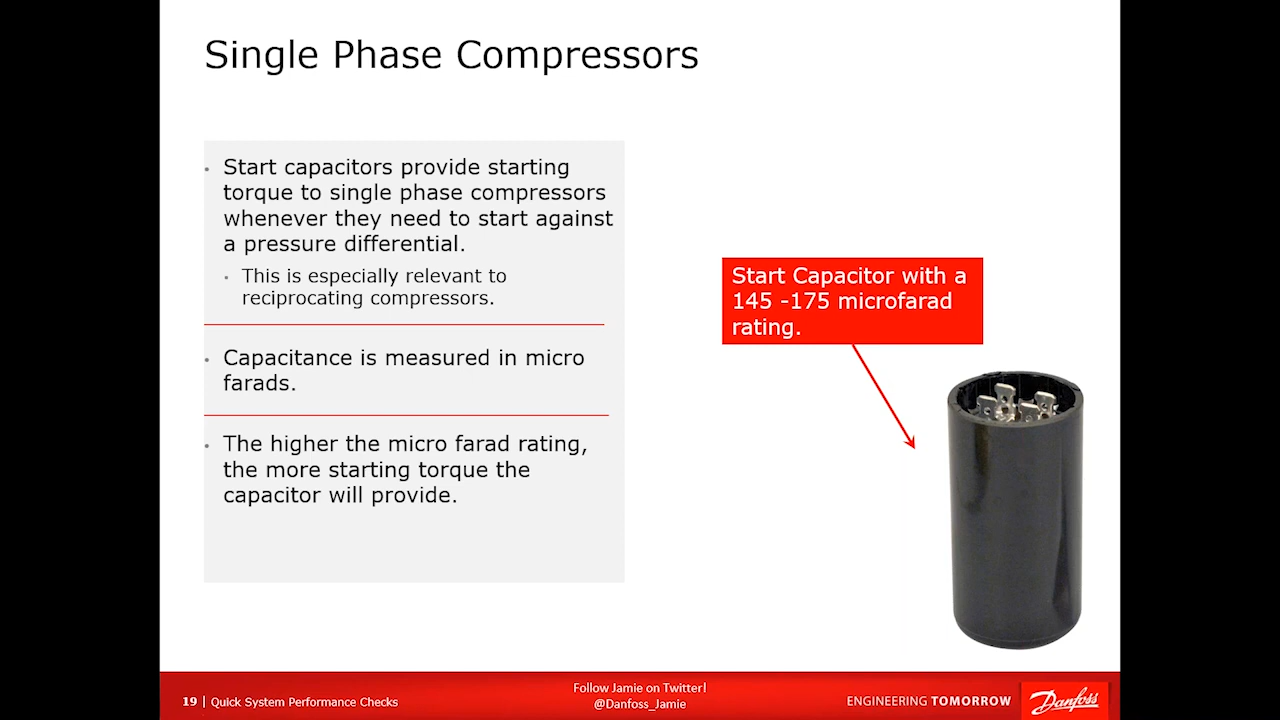 Single Phase Compressors
Start capacitors provide starting
torque to single phase compressors
whenever they need to start against
a pressure differential.
This is especially relevant to
reciprocating compressors.
Capacitance is measured in micro
farads.
The higher the micro farad rating,
the more starting torque the
capacitor will provide.
Start Capacitor with a
145 -175 microfarad
rating.
19 | Quick System Performance Checks
Follow Jamie on Twitter!
@Danfoss_Jamie
ENGINEERING TOMORROW
Danfoss